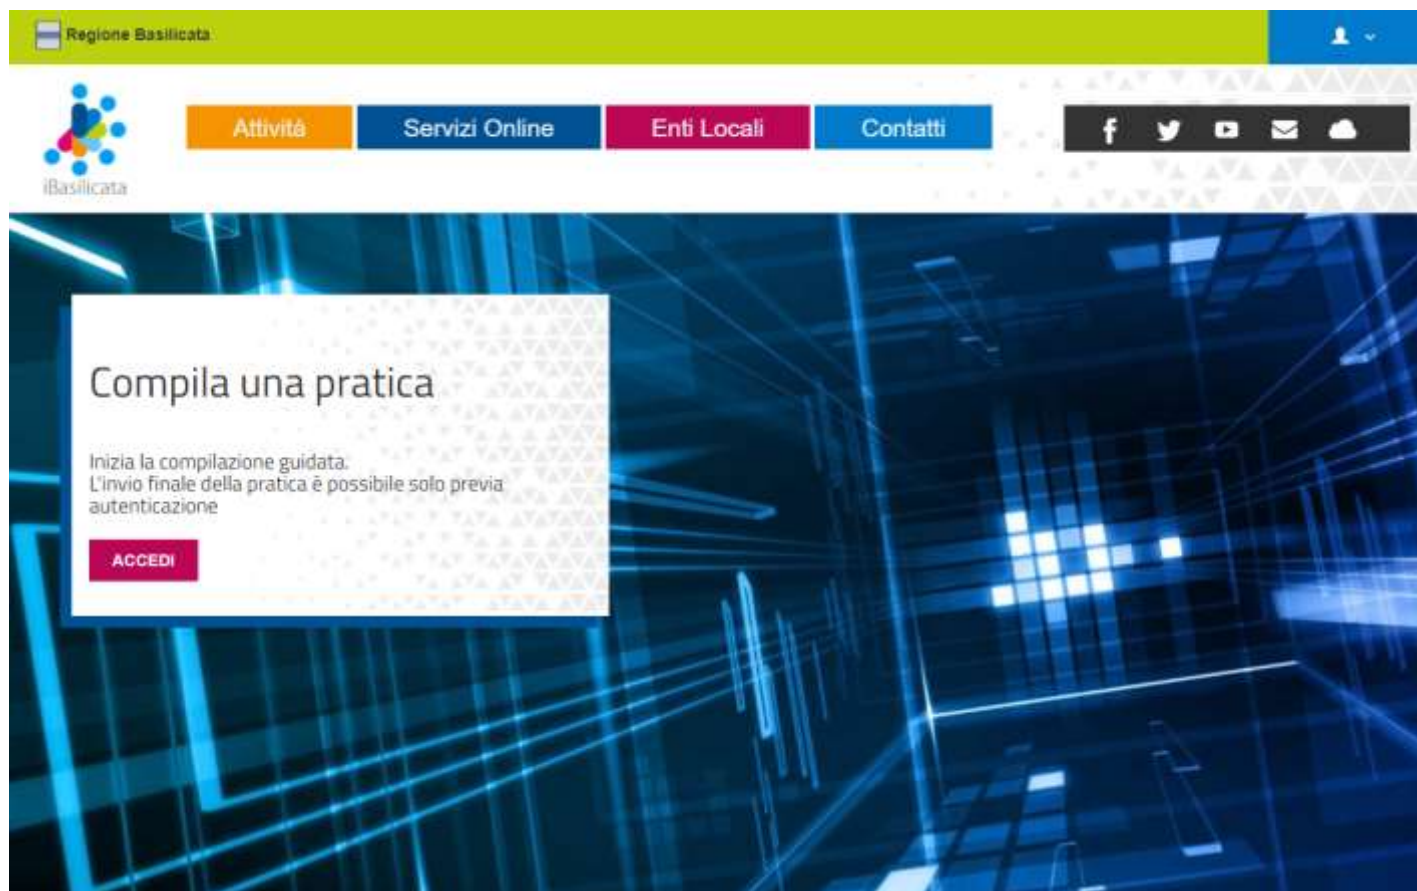 Regione Basilicata
Attività
Servizi Online
Enti Locali
Contatti
iBasilicata
Compila una pratica
Inizia la compilazione guidata.
L'invio finale della pratica è possibile solo previa
autenticazione
ACCEDI